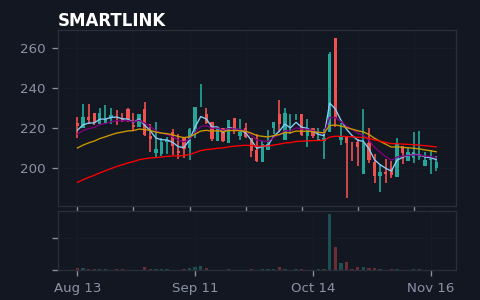 SMARTLINK
260
240
220
200
Aug 13
Sep 11
Oct 14
Nov 16